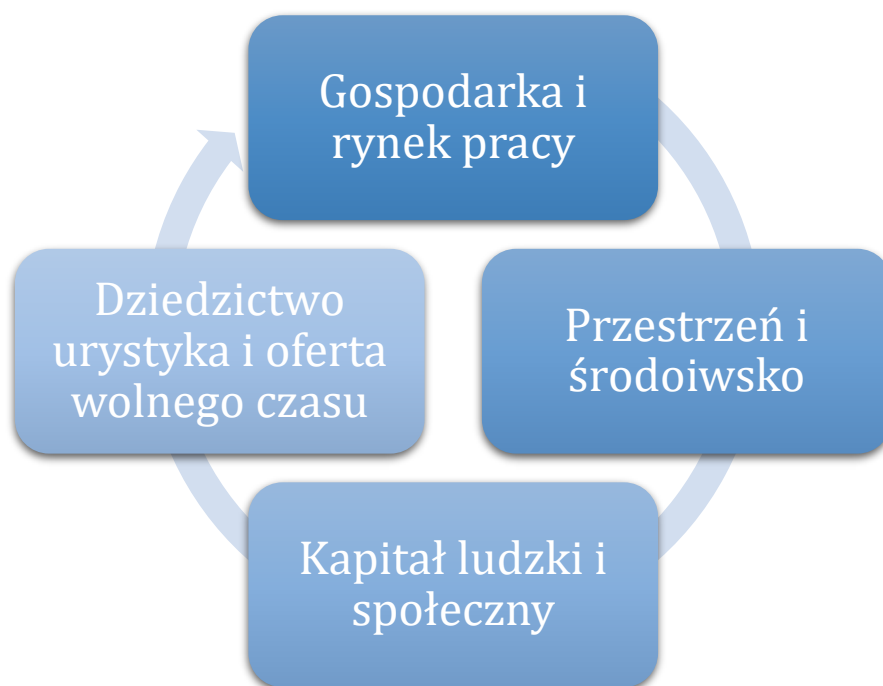 Gospodarka i
rynek pracy
Przestrzeń i
środoiwsko
Kapitał ludzki i
społeczny
Dziedzictwo
urystyka i oferta
wolnego czasu